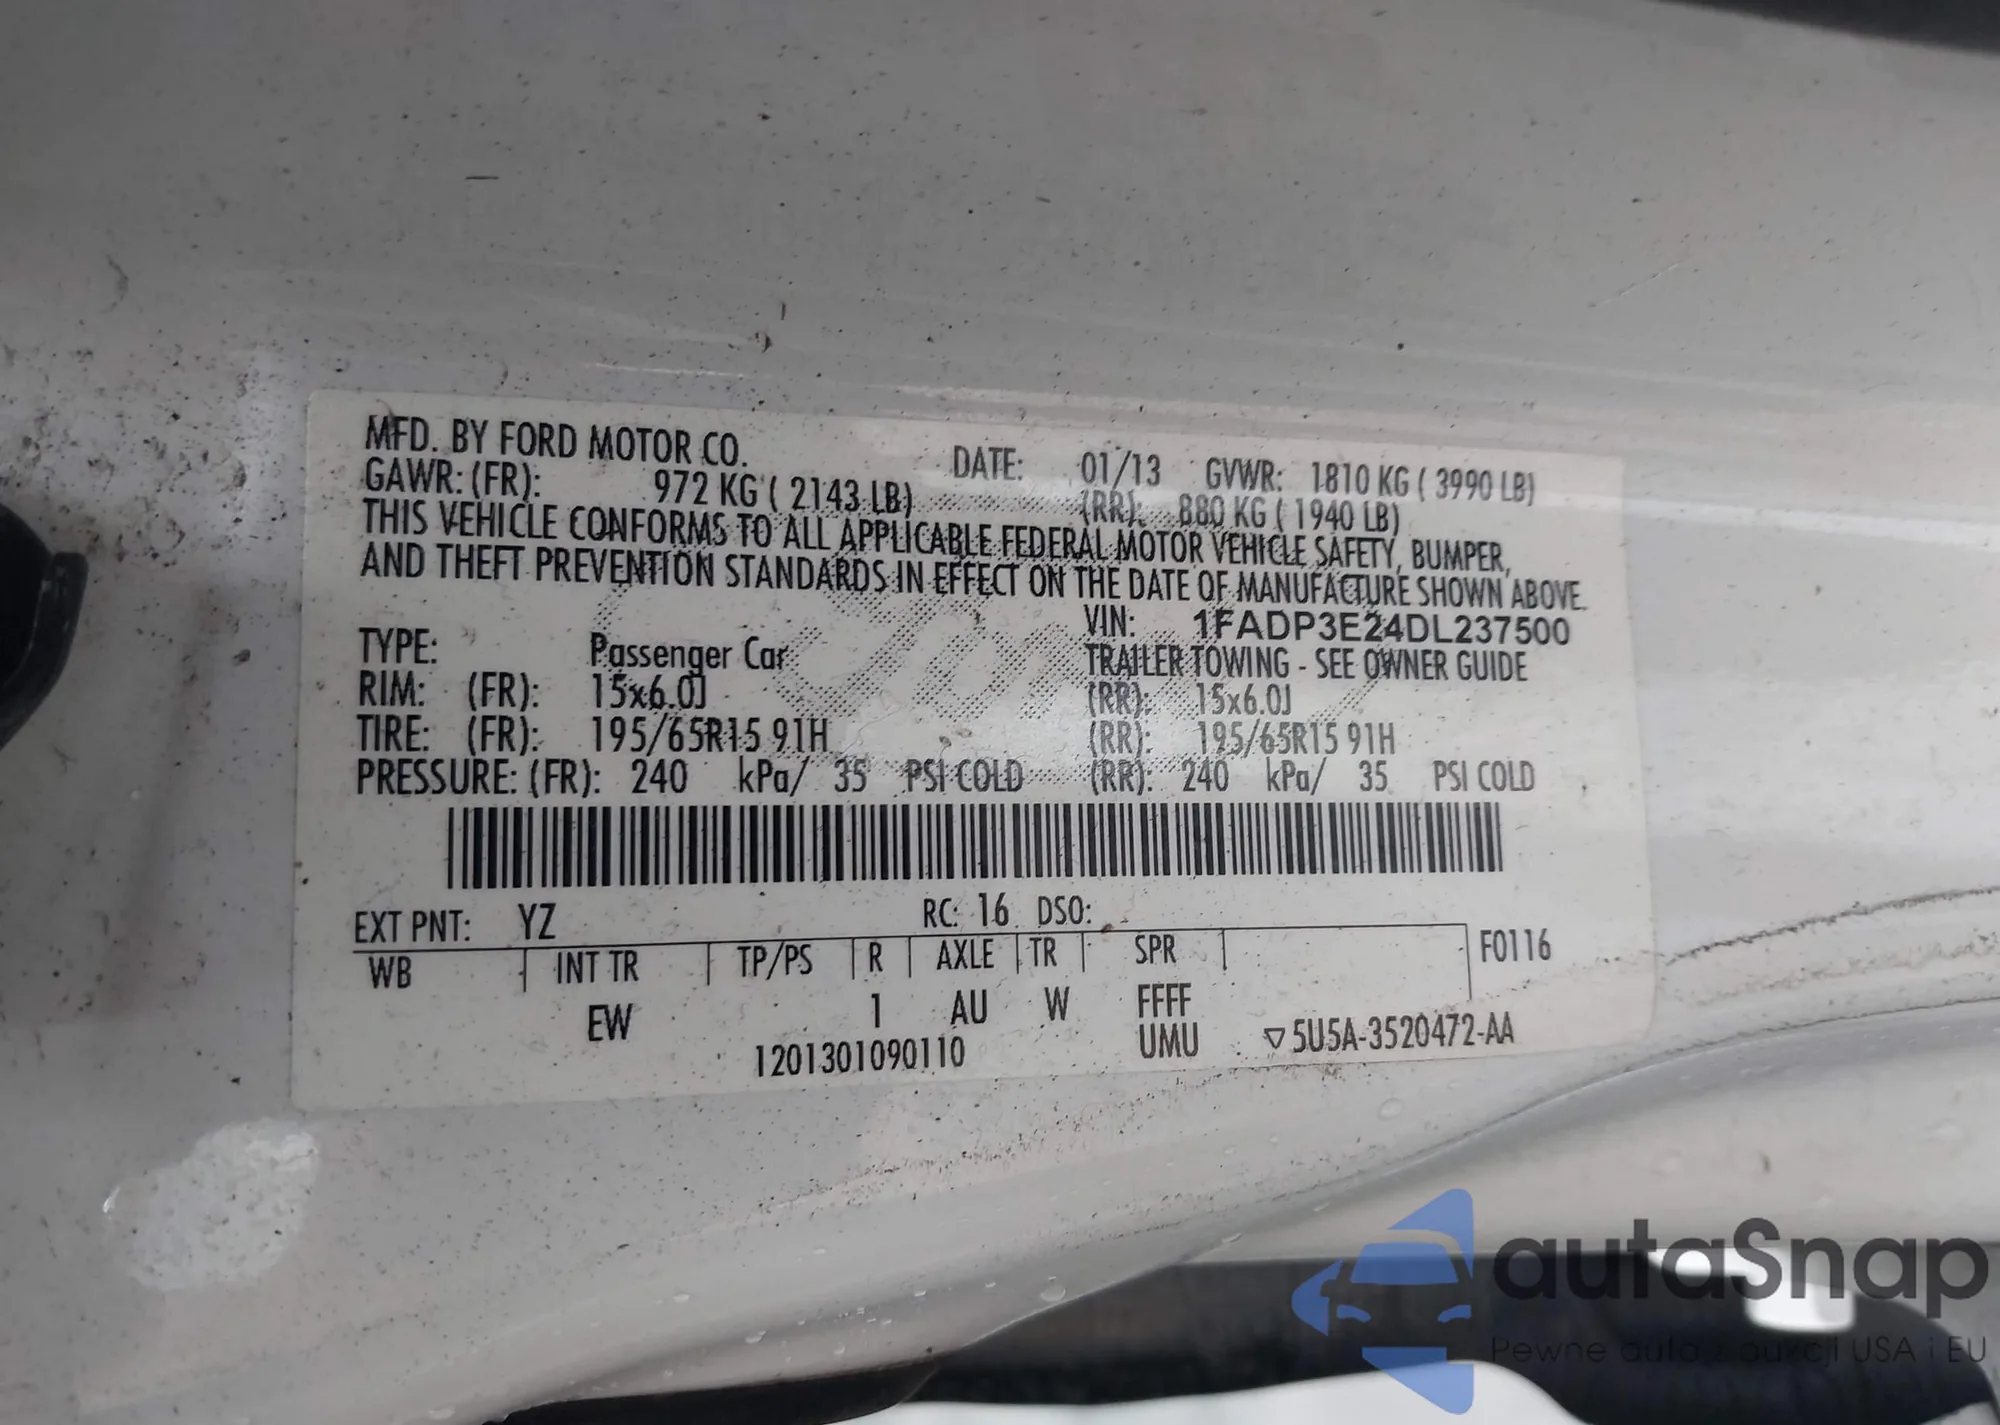 MFD. BY FORD MOTOR CO.
DATE: 01/13 GVWR: 1810 KG ( 3990 LB)
GAWR: (FR): 972 KG ( 2143 LB) (RR): 880 KG ( 1940 LB)
THIS VEHICLE CONFORMS TO ALL APPLICABLE FEDERAL MOTOR VEHICLE SAFETY, BUMPER,
AND THEFT PREVENTION STANDARDS IN EFFECT ON THE DATE OF MANUFACTURE SHOWN ABOVE.
VIN: 1FADP3E24DL237500
TYPE: Passenger Car TRAILER TOWING - SEE OWNER GUIDE
RIM: (FR): 15x6.0J (RR): 15x6.0J
TIRE: (FR): 195/65R15 91H (RR): 195/65R15 91H
PRESSURE: (FR): 240 kPa/ 35 PSI COLD (RR): 240 kPa/ 35 PSI COLD
EXT PNT: YZ RC: 16 DSO:
WB INT TR TP/PS R AXLE TR SPR F0116
EW 1 AU W FFFF
1201301090110 UMU ▽5U5A-3520472-AA
autaSnap
Pewne auta z aukcji USA i EU